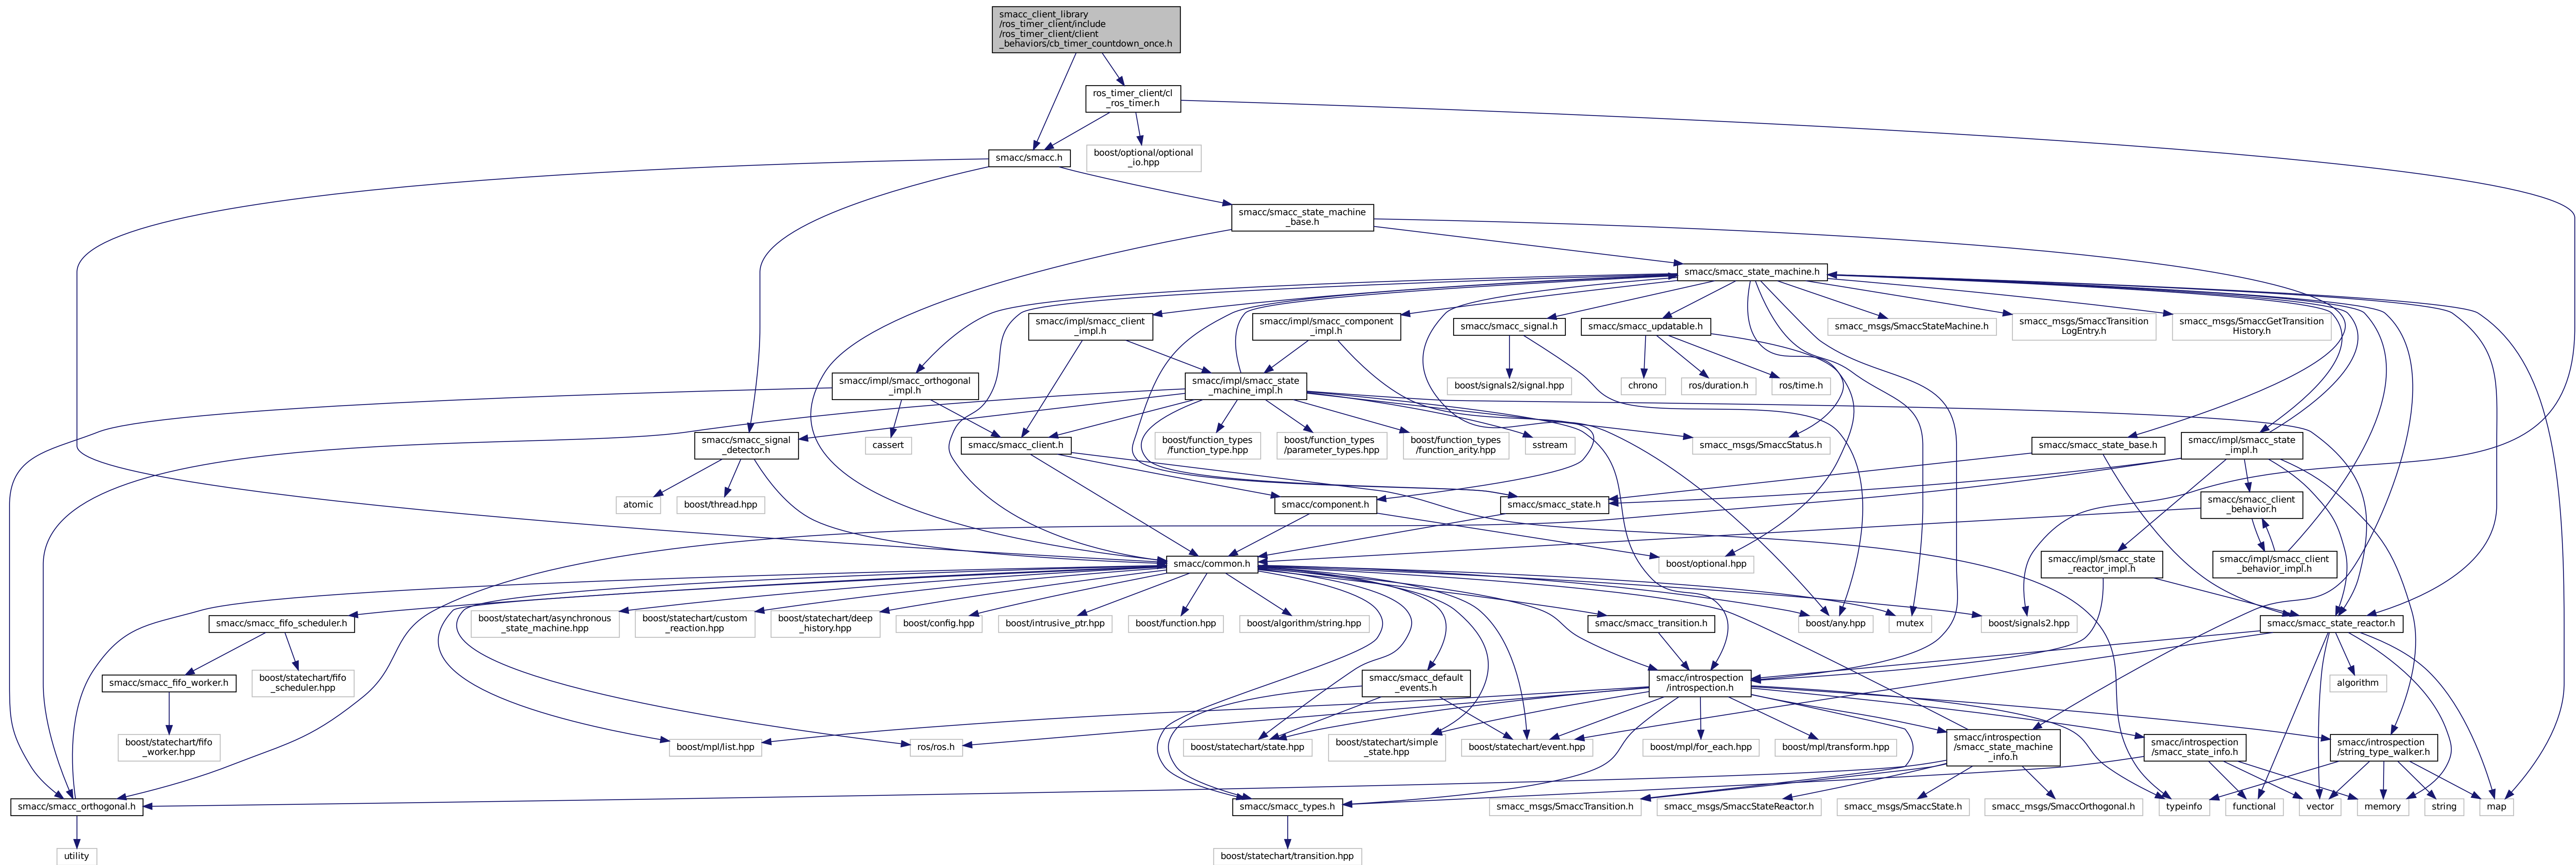 smacc_client_library
/ros_timer_client/include
/ros_timer_client/client
_behaviors/cb_timer_countdown_once.h
ros_timer_client/cl
_ros_timer.h
smacc/smacc.h
boost/optional/optional
_io.hpp
smacc/smacc_state_machine
_base.h
smacc/smacc_state_machine.h
smacc/impl/smacc_client
_impl.h
smacc/impl/smacc_component
_impl.h
smacc/smacc_signal.h
smacc/smacc_updatable.h
smacc_msgs/SmaccStateMachine.h
smacc_msgs/SmaccTransition
LogEntry.h
smacc_msgs/SmaccGetTransition
History.h
smacc/impl/smacc_orthogonal
_impl.h
smacc/impl/smacc_state
_machine_impl.h
boost/signals2/signal.hpp
chrono
ros/duration.h
ros/time.h
smacc/smacc_signal
_detector.h
cassert
smacc/smacc_client.h
boost/function_types
/function_type.hpp
boost/function_types
/parameter_types.hpp
boost/function_types
/function_arity.hpp
sstream
smacc_msgs/SmaccStatus.h
smacc/smacc_state_base.h
smacc/impl/smacc_state
_impl.h
atomic
boost/thread.hpp
smacc/component.h
smacc/smacc_state.h
smacc/smacc_client
_behavior.h
smacc/common.h
boost/optional.hpp
smacc/impl/smacc_state
_reactor_impl.h
smacc/impl/smacc_client
_behavior_impl.h
smacc/smacc_fifo_scheduler.h
boost/statechart/asynchronous
_state_machine.hpp
boost/statechart/custom
_reaction.hpp
boost/statechart/deep
_history.hpp
boost/config.hpp
boost/intrusive_ptr.hpp
boost/function.hpp
boost/algorithm/string.hpp
smacc/smacc_transition.h
boost/any.hpp
mutex
boost/signals2.hpp
smacc/smacc_state_reactor.h
smacc/smacc_fifo_worker.h
boost/statechart/fifo
_scheduler.hpp
smacc/smacc_default
_events.h
smacc/introspection
/introspection.h
algorithm
boost/statechart/fifo
_worker.hpp
boost/mpl/list.hpp
ros/ros.h
boost/statechart/state.hpp
boost/statechart/simple
_state.hpp
boost/statechart/event.hpp
boost/mpl/for_each.hpp
boost/mpl/transform.hpp
smacc/introspection
/smacc_state_machine
_info.h
smacc/introspection
/smacc_state_info.h
smacc/introspection
/string_type_walker.h
smacc/smacc_orthogonal.h
smacc/smacc_types.h
smacc_msgs/SmaccTransition.h
smacc_msgs/SmaccStateReactor.h
smacc_msgs/SmaccState.h
smacc_msgs/SmaccOrthogonal.h
typeinfo
functional
vector
memory
string
map
utility
boost/statechart/transition.hpp